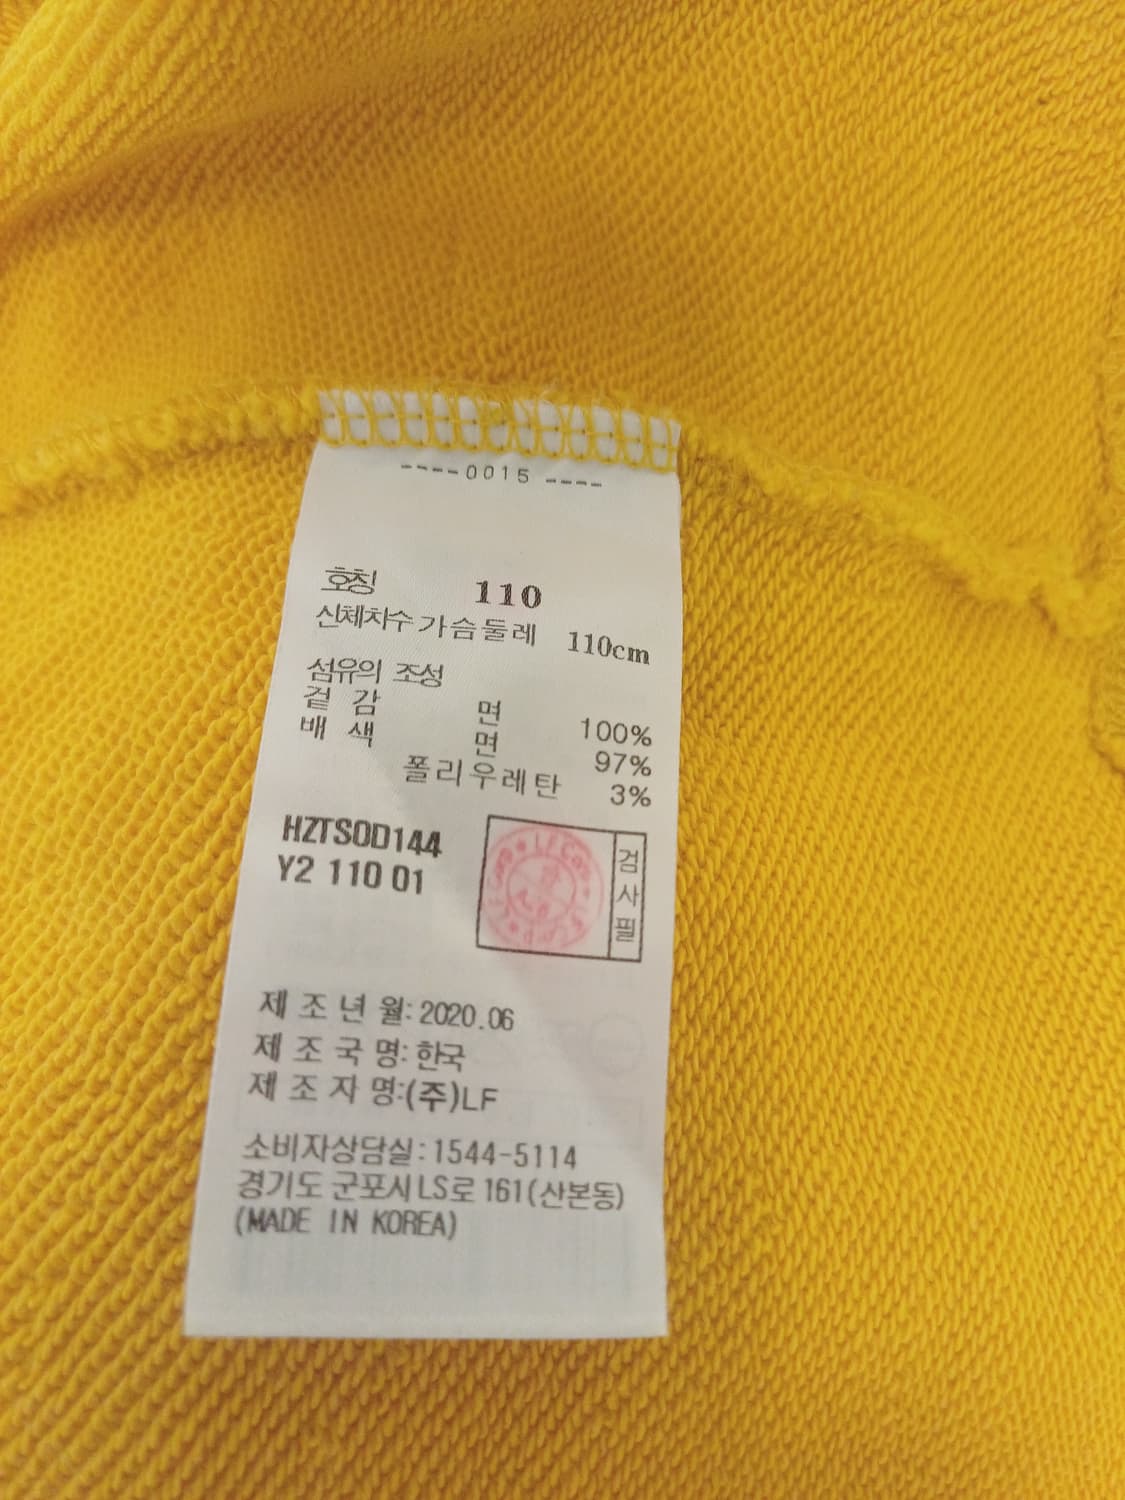 ----0015 ----
호칭 110
신체치수 가슴둘레 110cm
섬유의 조성
겉 감 면 100%
배 색 면 97%
폴리우레탄 3%
HZTS0D144
Y2 110 01
검사필
제 조 년 월: 2020.06
제 조 국 명: 한국
제 조 자 명:(주)LF
소비자상담실: 1544-5114
경기도 군포시 LS로 161(산본동)
(MADE IN KOREA)